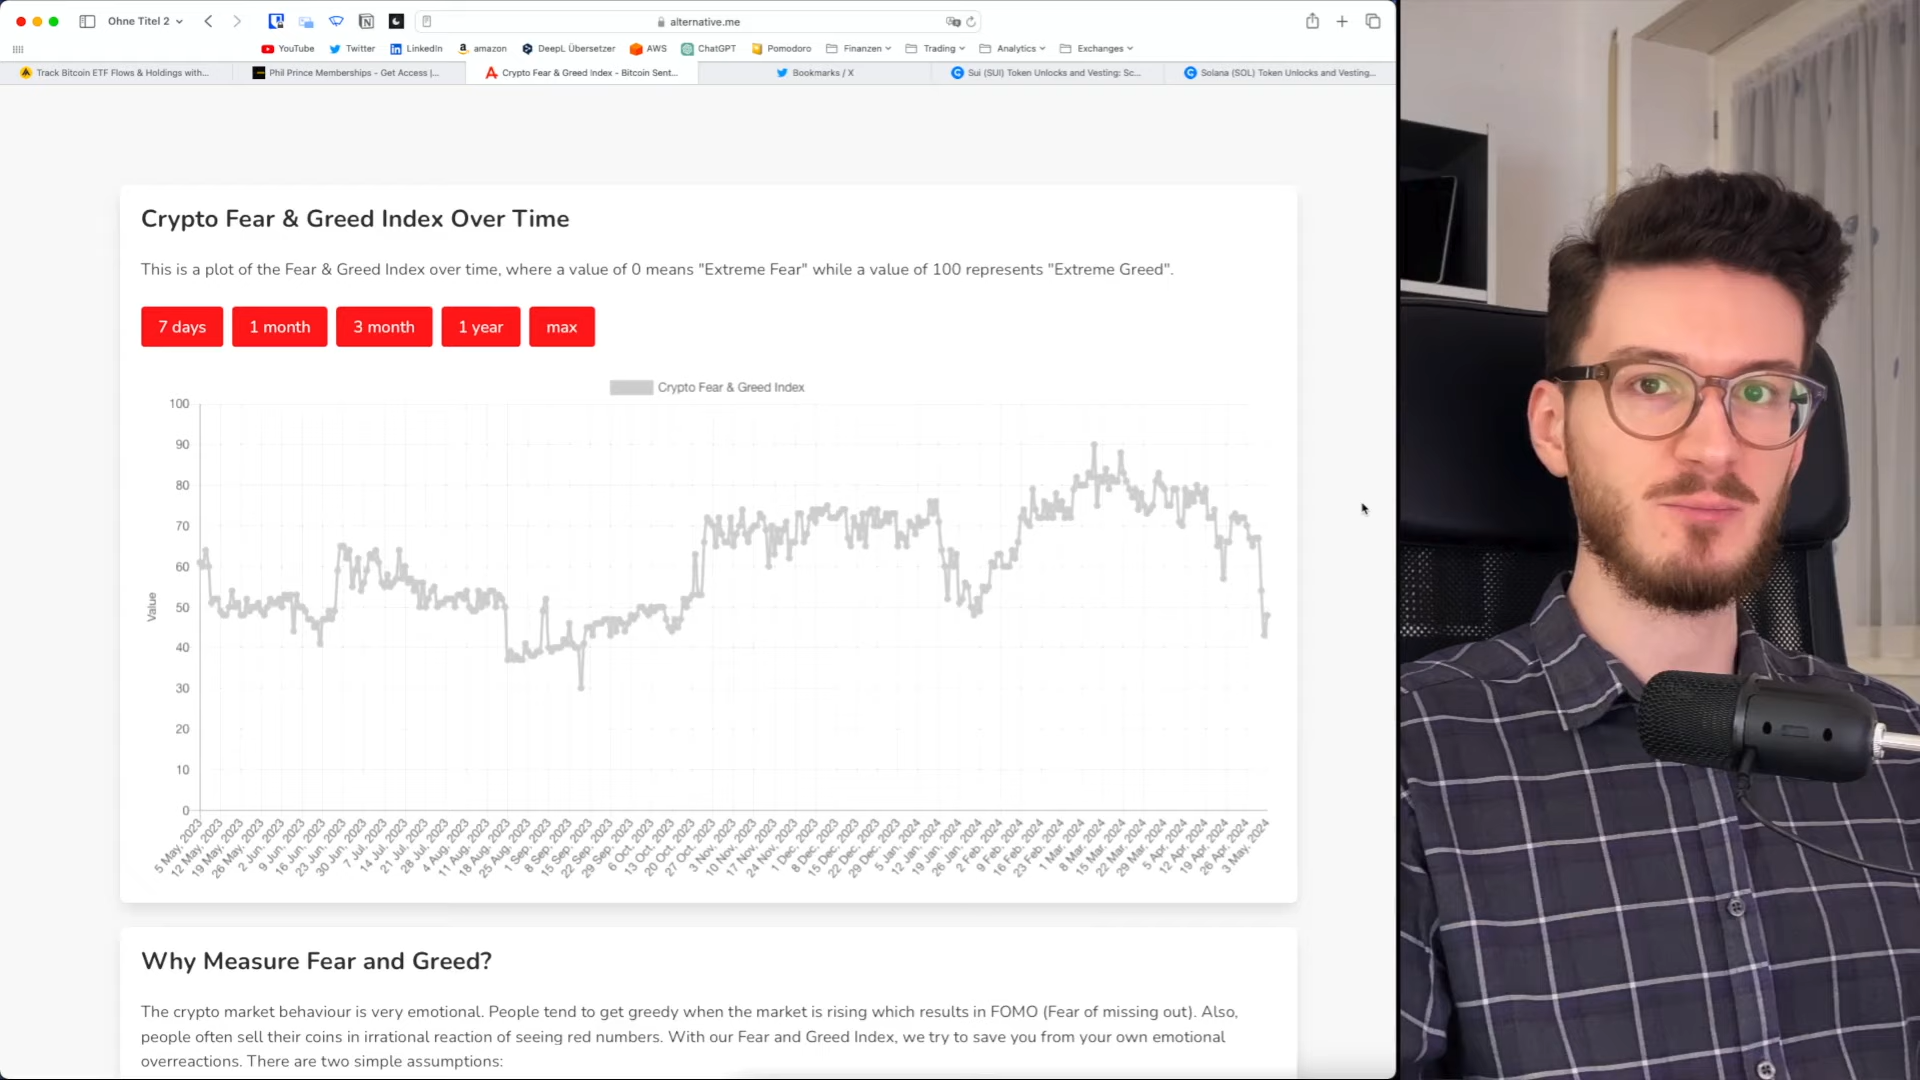 Ohne Titel 2
alternative.me
YouTube
Twitter
LinkedIn
amazon
DeepL Übersetzer
AWS
ChatGPT
Pomodoro
Finanzen
Trading
Analytics
Exchanges
Track Bitcoin ETF Flows & Holdings with...
Phil Prince Memberships - Get Access |...
Crypto Fear & Greed Index - Bitcoin Sent...
Bookmarks / X
Sui (SUI) Token Unlocks and Vesting: Sc...
Solana (SOL) Token Unlocks and Vesting...
Crypto Fear & Greed Index Over Time
This is a plot of the Fear & Greed Index over time, where a value of 0 means "Extreme Fear" while a value of 100 represents "Extreme Greed".
7 days
1 month
3 month
1 year
max
Crypto Fear & Greed Index
100
90
80
70
60
50
40
30
20
10
0
Value
5 May, 2023
12 May, 2023
19 May, 2023
26 May, 2023
2 Jun, 2023
9 Jun, 2023
16 Jun, 2023
23 Jun, 2023
30 Jun, 2023
7 Jul, 2023
14 Jul, 2023
21 Jul, 2023
28 Jul, 2023
4 Aug, 2023
11 Aug, 2023
18 Aug, 2023
25 Aug, 2023
1 Sep, 2023
8 Sep, 2023
15 Sep, 2023
22 Sep, 2023
29 Sep, 2023
6 Oct, 2023
13 Oct, 2023
20 Oct, 2023
27 Oct, 2023
3 Nov, 2023
10 Nov, 2023
17 Nov, 2023
24 Nov, 2023
1 Dec, 2023
8 Dec, 2023
15 Dec, 2023
22 Dec, 2023
29 Dec, 2023
5 Jan, 2024
12 Jan, 2024
19 Jan, 2024
26 Jan, 2024
2 Feb, 2024
9 Feb, 2024
16 Feb, 2024
23 Feb, 2024
1 Mar, 2024
8 Mar, 2024
15 Mar, 2024
22 Mar, 2024
29 Mar, 2024
5 Apr, 2024
12 Apr, 2024
19 Apr, 2024
26 Apr, 2024
3 May, 2024
Why Measure Fear and Greed?
The crypto market behaviour is very emotional. People tend to get greedy when the market is rising which results in FOMO (Fear of missing out). Also,
people often sell their coins in irrational reaction of seeing red numbers. With our Fear and Greed Index, we try to save you from your own emotional
overreactions. There are two simple assumptions: